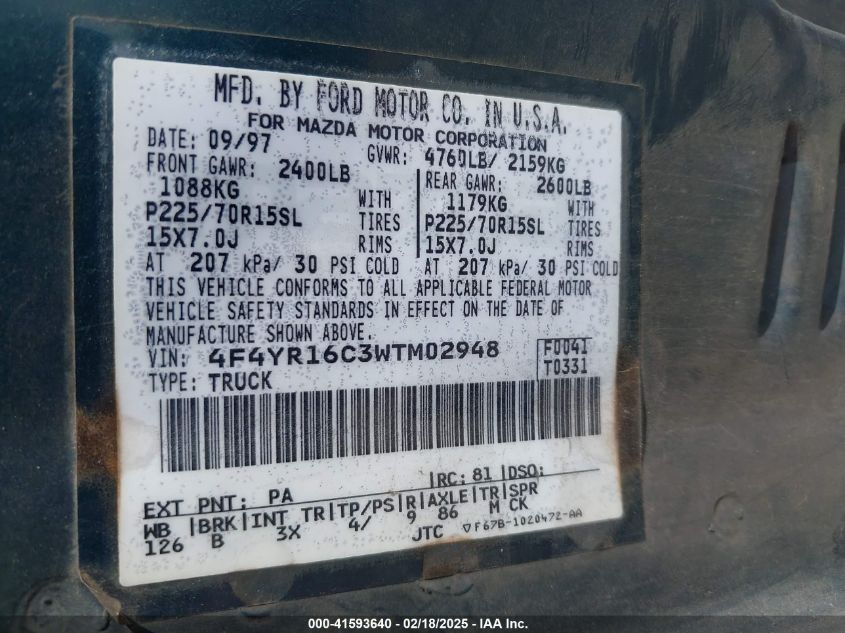 MFD. BY FORD MOTOR CO. IN U.S.A.
FOR MAZDA MOTOR CORPORATION
DATE: 09/97 GVWR: 4760LB/ 2159KG
FRONT GAWR: 2400LB REAR GAWR: 2600LB
1088KG WITH 1179KG WITH
P225/70R15SL TIRES P225/70R15SL TIRES
15X7.0J RIMS 15X7.0J RIMS
AT 207 kPa/ 30 PSI COLD AT 207 kPa/ 30 PSI COLD
THIS VEHICLE CONFORMS TO ALL APPLICABLE FEDERAL MOTOR
VEHICLE SAFETY STANDARDS IN EFFECT ON THE DATE OF
MANUFACTURE SHOWN ABOVE.
VIN: 4F4YR16C3WTM02948 F0041
TYPE: TRUCK T0331
EXT PNT: PA RC: 81 DSO:
WB BRK INT TR TP/PS R AXLE TR SPR
126 B 3X 4/ 9 86 M CK
JTC F67B-1020472-AA
000-41593640 - 02/18/2025 - IAA Inc.